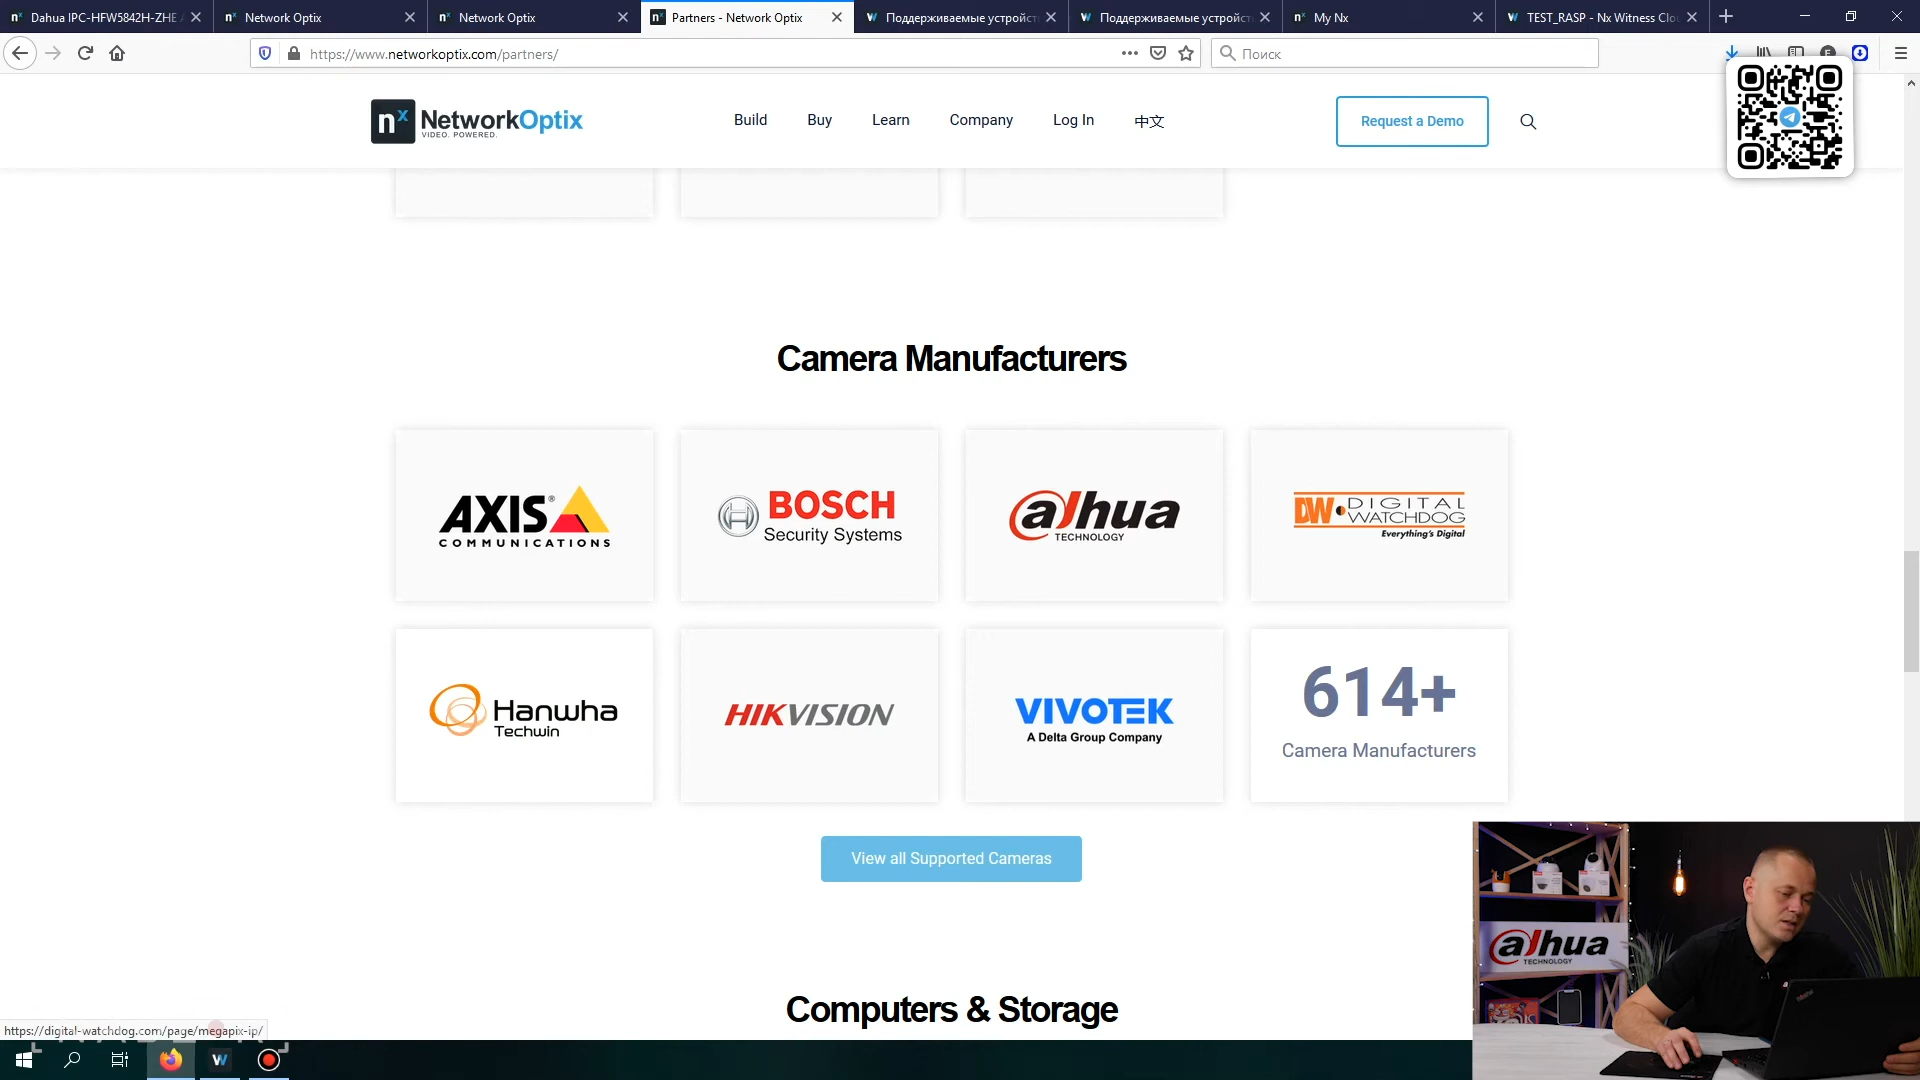 Dahua IPC-HFW5842H-ZHE
Network Optix
Network Optix
Partners - Network Optix
Поддерживаемые устройст
Поддерживаемые устройст
My Nx
TEST_RASP - Nx Witness Clo
https://www.networkoptix.com/partners/
Поиск
nx NetworkOptix
VIDEO. POWERED.
Build
Buy
Learn
Company
Log In
中文
Request a Demo
Camera Manufacturers
AXIS®
COMMUNICATIONS
BOSCH
Security Systems
alhua
TECHNOLOGY
DW DIGITAL
WATCHDOG
Everything's Digital
Hanwha
Techwin
HIKVISION
VIVOTEK
A Delta Group Company
614+
Camera Manufacturers
View all Supported Cameras
alhua
TECHNOLOGY
Computers & Storage
https://digital-watchdog.com/page/megapix-ip/